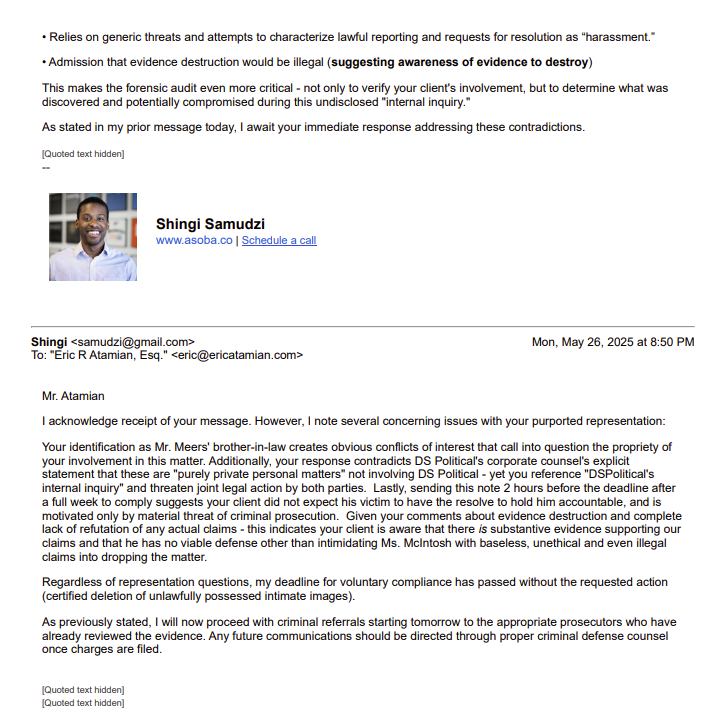 • Relies on generic threats and attempts to characterize lawful reporting and requests for resolution as “harassment.”
• Admission that evidence destruction would be illegal (suggesting awareness of evidence to destroy)
This makes the forensic audit even more critical - not only to verify your client's involvement, but to determine what was
discovered and potentially compromised during this undisclosed "internal inquiry."
As stated in my prior message today, I await your immediate response addressing these contradictions.
[Quoted text hidden]
--
Shingi Samudzi
www.asoba.co | Schedule a call
Shingi <samudzi@gmail.com> Mon, May 26, 2025 at 8:50 PM
To: "Eric R Atamian, Esq." <eric@ericatamian.com>
Mr. Atamian
I acknowledge receipt of your message. However, I note several concerning issues with your purported representation:
Your identification as Mr. Meers' brother-in-law creates obvious conflicts of interest that call into question the propriety of
your involvement in this matter. Additionally, your response contradicts DS Political's corporate counsel's explicit
statement that these are "purely private personal matters" not involving DS Political - yet you reference "DSPolitical's
internal inquiry" and threaten joint legal action by both parties.  Lastly, sending this note 2 hours before the deadline after
a full week to comply suggests your client did not expect his victim to have the resolve to hold him accountable, and is
motivated only by material threat of criminal prosecution.  Given your comments about evidence destruction and complete
lack of refutation of any actual claims - this indicates your client is aware that there is substantive evidence supporting our
claims and that he has no viable defense other than intimidating Ms. McIntosh with baseless, unethical and even illegal
claims into dropping the matter.
Regardless of representation questions, my deadline for voluntary compliance has passed without the requested action
(certified deletion of unlawfully possessed intimate images).
As previously stated, I will now proceed with criminal referrals starting tomorrow to the appropriate prosecutors who have
already reviewed the evidence. Any future communications should be directed through proper criminal defense counsel
once charges are filed.
[Quoted text hidden]
[Quoted text hidden]